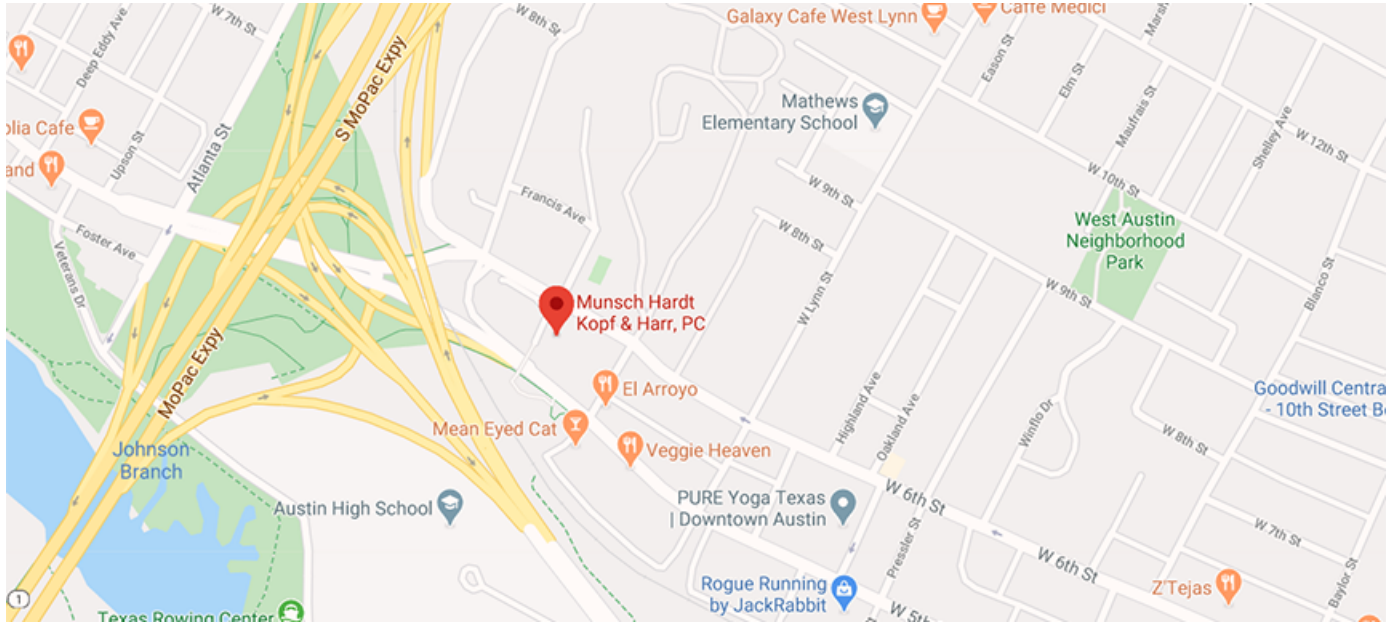 W 7th St
W 8th St
Galaxy Cafe West Lynn
Caffe Medici
Deep Eddy Ave
S MoPac Expy
Eason St
Elm St
Mathews
Elementary School
Maufrais St
Shelley Ave
W 12th St
olia Cafe
Upson St
Atlanta St
and
W 10th St
W 9th St
Francis Ave
West Austin
Neighborhood
Park
Foster Ave
W 8th St
Veterans Dr
W Lynn St
W 9th St
Blanco St
Munsch Hardt
Kopf & Harr, PC
MoPac Expy
El Arroyo
Goodwill Centra
- 10th Street B
Highland Ave
Oakland Ave
Winflo Dr
Mean Eyed Cat
Veggie Heaven
W 8th St
Johnson
Branch
Austin High School
PURE Yoga Texas
| Downtown Austin
W 6th St
Pressler St
W 7th St
W 6th St
Rogue Running
by JackRabbit
Z'Tejas
Baylor St
1
Texas Rowing Center
W 5th